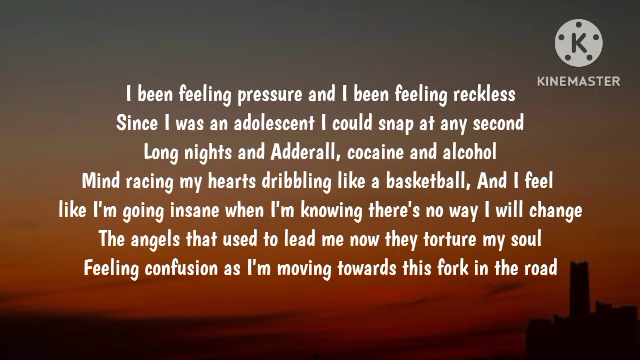 KINEMASTER
I been feeling pressure and I been feeling reckless
Since I was an adolescent I could snap at any second
Long nights and Adderall, cocaine and alcohol
Mind racing my hearts dribbling like a basketball, And I feel
like I'm going insane when I'm knowing there's no way I will change
The angels that used to lead me now they torture my soul
Feeling confusion as I'm moving towards this fork in the road